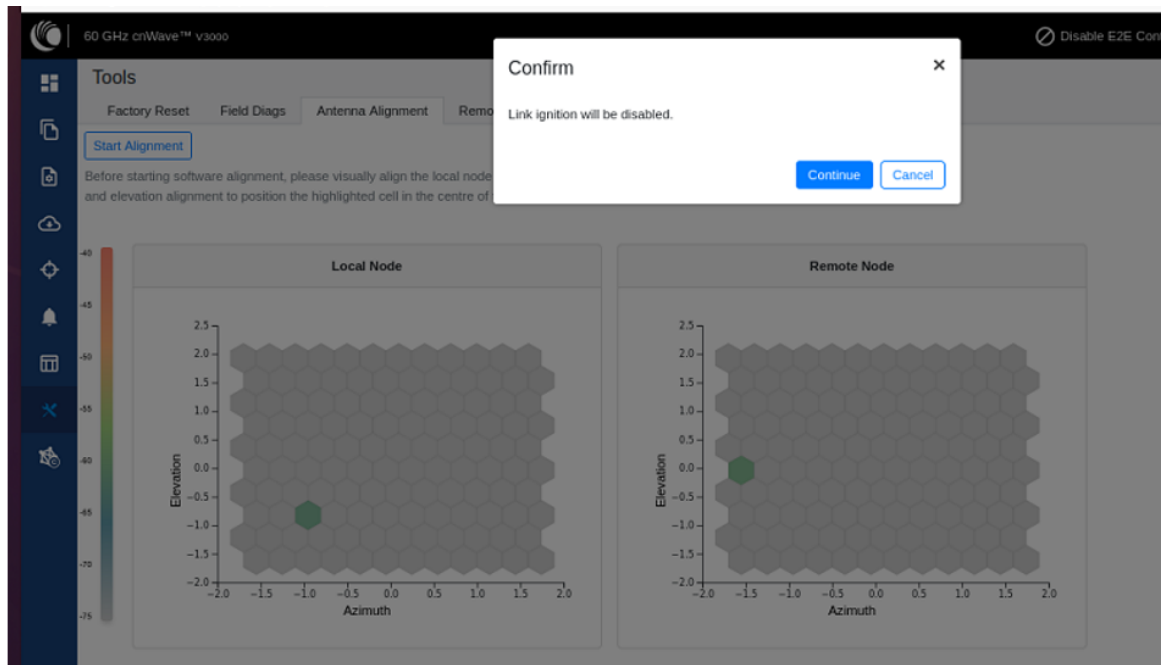 60 GHz cnWave™ V3000
Disable E2E Cont
Tools
Factory Reset Field Diags Antenna Alignment Remo
Confirm ×
Link ignition will be disabled.
Continue Cancel
Start Alignment
Before starting software alignment, please visually align the local node
and elevation alignment to position the highlighted cell in the centre of
-40
-45
-50
-55
-60
-65
-70
-75
Local Node
2.5
2.0
1.5
1.0
0.5
0.0
−0.5
−1.0
−1.5
−2.0
Elevation
−2.0 −1.5 −1.0 −0.5 0.0 0.5 1.0 1.5 2.0
Azimuth
Remote Node
2.5
2.0
1.5
1.0
0.5
0.0
−0.5
−1.0
−1.5
−2.0
Elevation
−2.0 −1.5 −1.0 −0.5 0.0 0.5 1.0 1.5 2.0
Azimuth